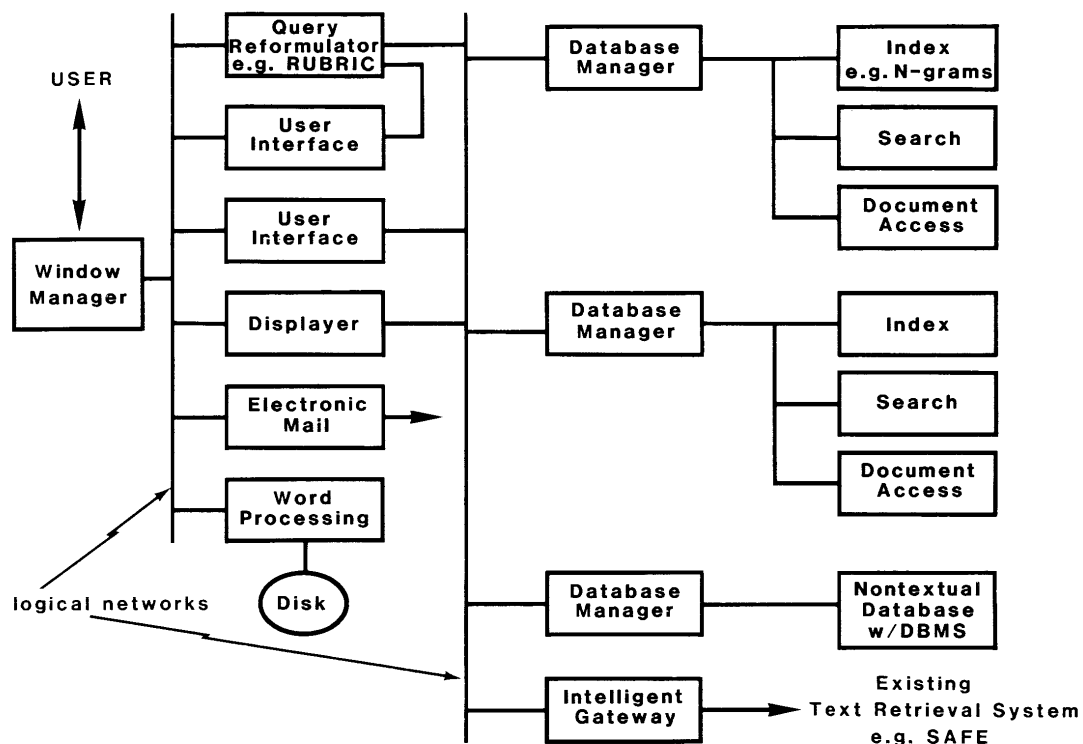 USER
Window
Manager
Query
Reformulator
e.g. RUBRIC
User
Interface
User
Interface
Displayer
Electronic
Mail
Word
Processing
Disk
logical networks
Database
Manager
Index
e.g. N-grams
Search
Document
Access
Database
Manager
Index
Search
Document
Access
Database
Manager
Nontextual
Database
w/DBMS
Intelligent
Gateway
Existing
Text Retrieval System
e.g. SAFE